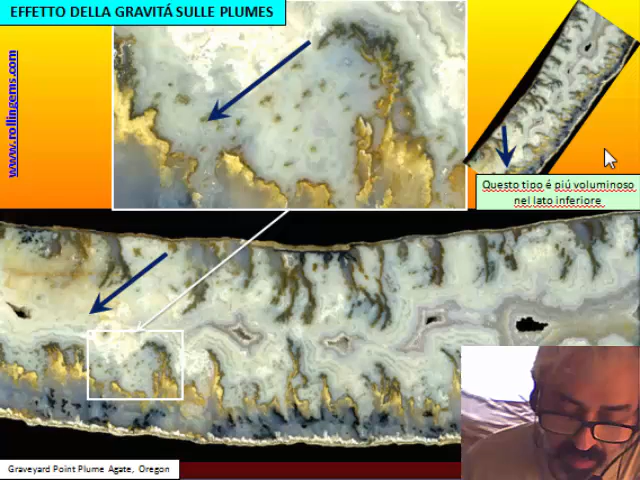 EFFETTO DELLA GRAVITÁ SULLE PLUMES
www.rollingems.com
Questo tipo é piú voluminoso
nel lato inferiore
Graveyard Point Plume Agate, Oregon